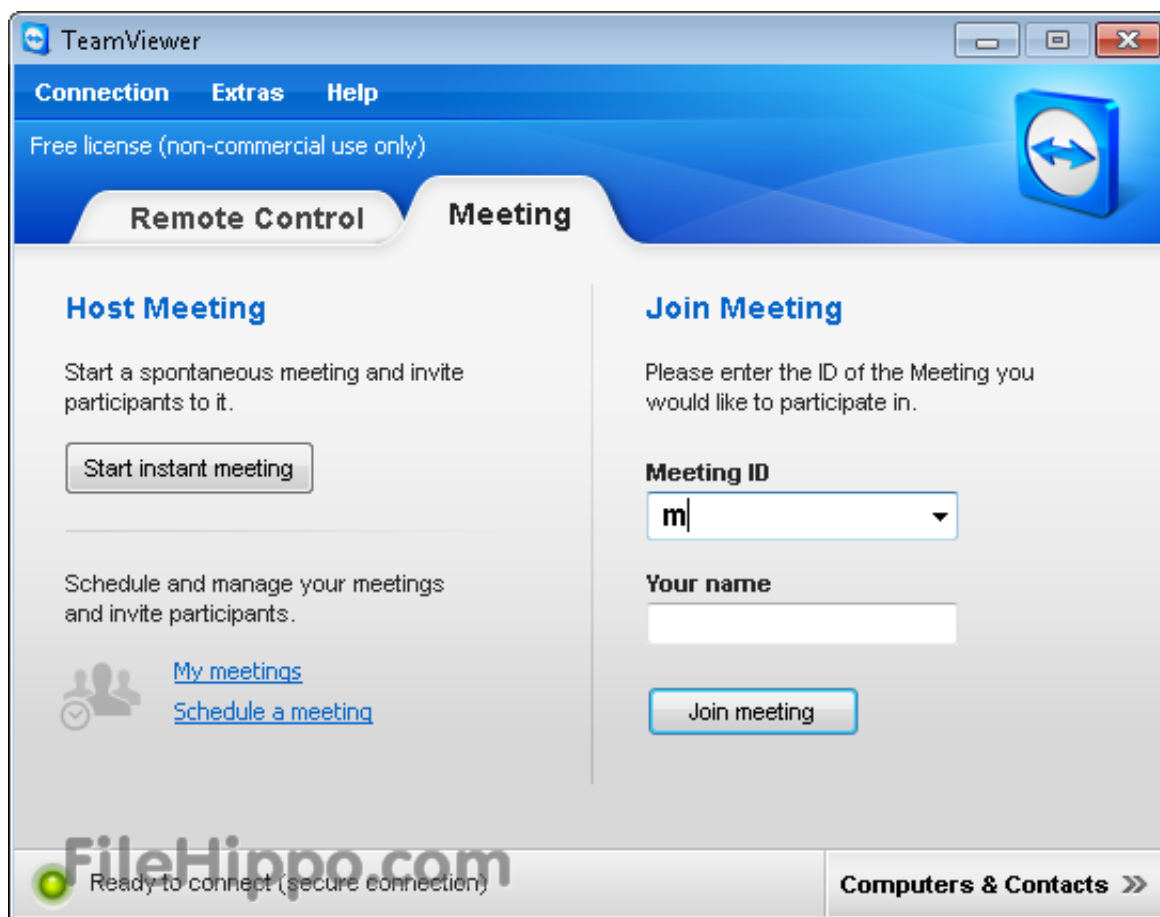 TeamViewer
Connection Extras Help
Free license (non-commercial use only)
Remote Control Meeting
Host Meeting
Start a spontaneous meeting and invite
participants to it.
Start instant meeting
Schedule and manage your meetings
and invite participants.
My meetings
Schedule a meeting
Join Meeting
Please enter the ID of the Meeting you
would like to participate in.
Meeting ID
m
Your name
Join meeting
FileHippo.com
Ready to connect (secure connection)
Computers & Contacts